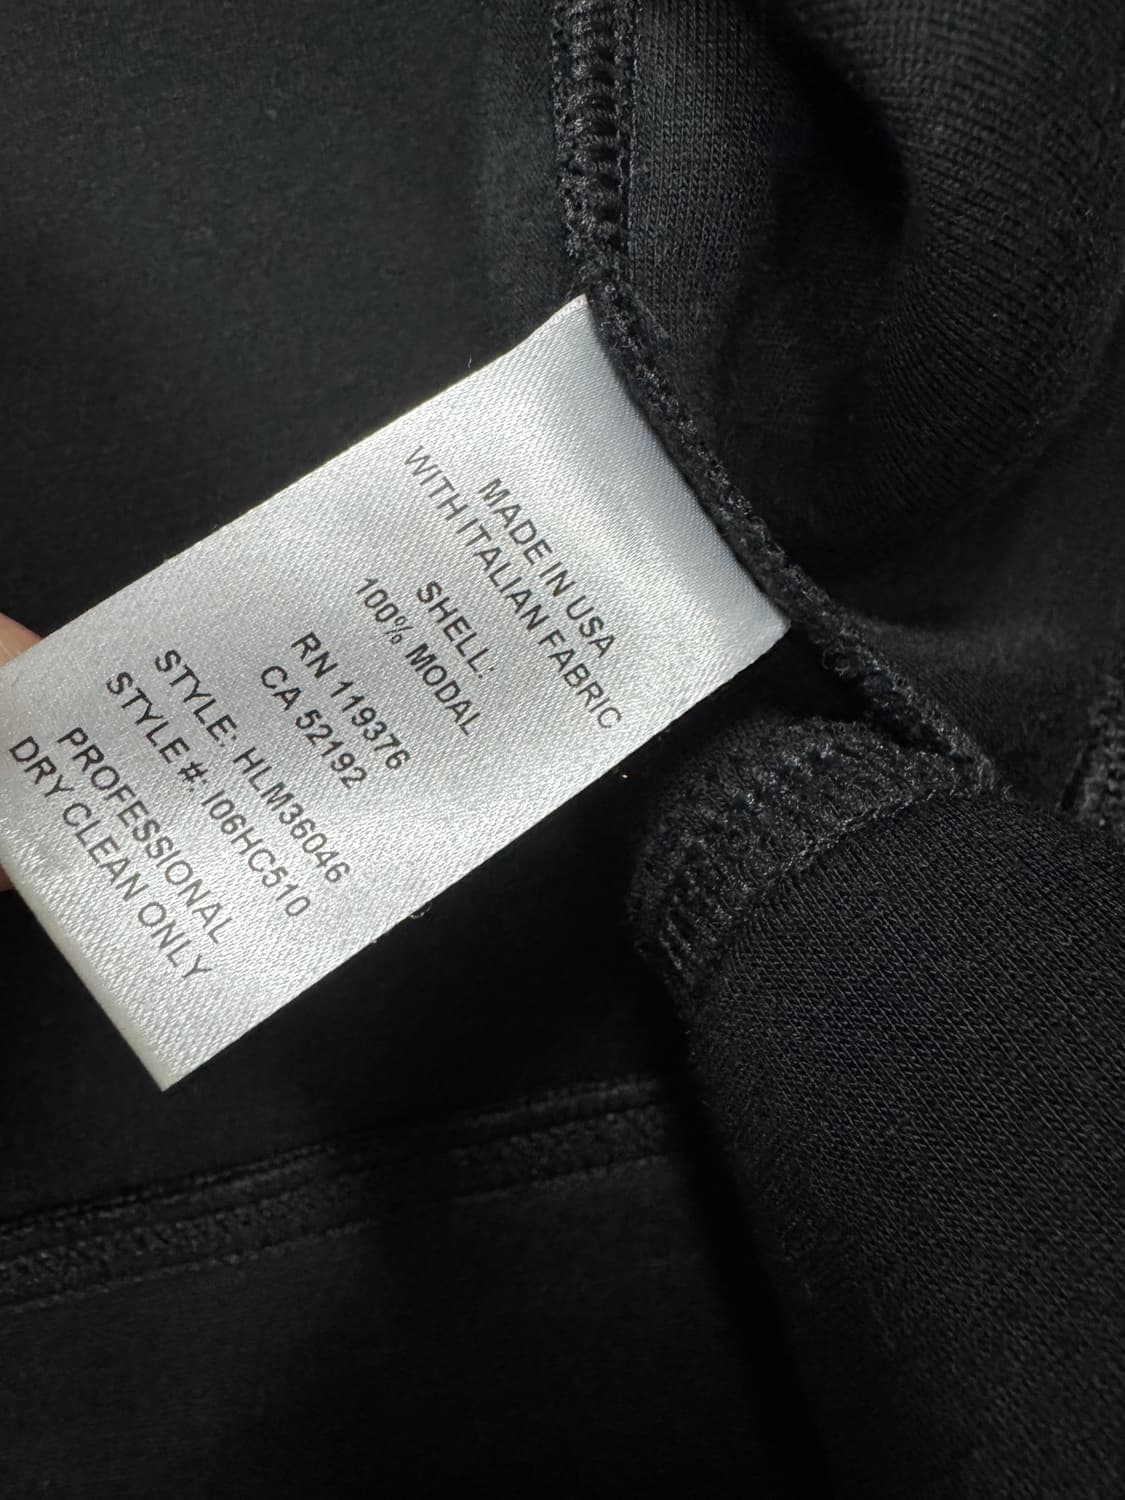 MADE IN USA
WITH ITALIAN FABRIC
SHELL:
100% MODAL
RN 119376
CA 52192
STYLE: HLM36046
STYLE #: I06HC510
PROFESSIONAL
DRY CLEAN ONLY